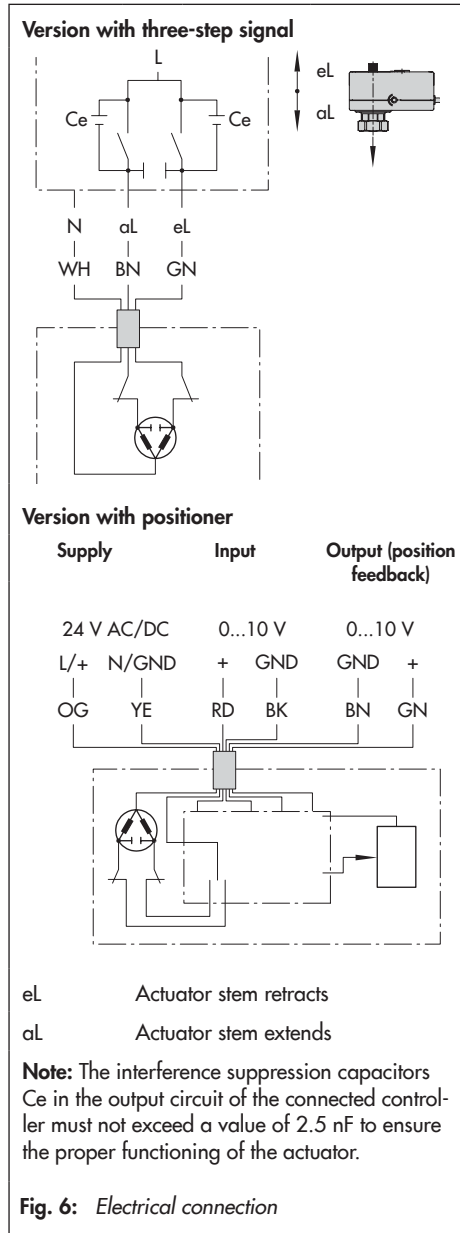 Version with three-step signal
L
eL
aL
Ce
Ce
N aL eL
WH BN GN
Version with positioner
Supply Input Output (position
feedback)
24 V AC/DC 0...10 V 0...10 V
L/+ N/GND + GND GND +
OG YE RD BK BN GN
eL Actuator stem retracts
aL Actuator stem extends
Note: The interference suppression capacitors
Ce in the output circuit of the connected control-
ler must not exceed a value of 2.5 nF to ensure
the proper functioning of the actuator.
Fig. 6: Electrical connection